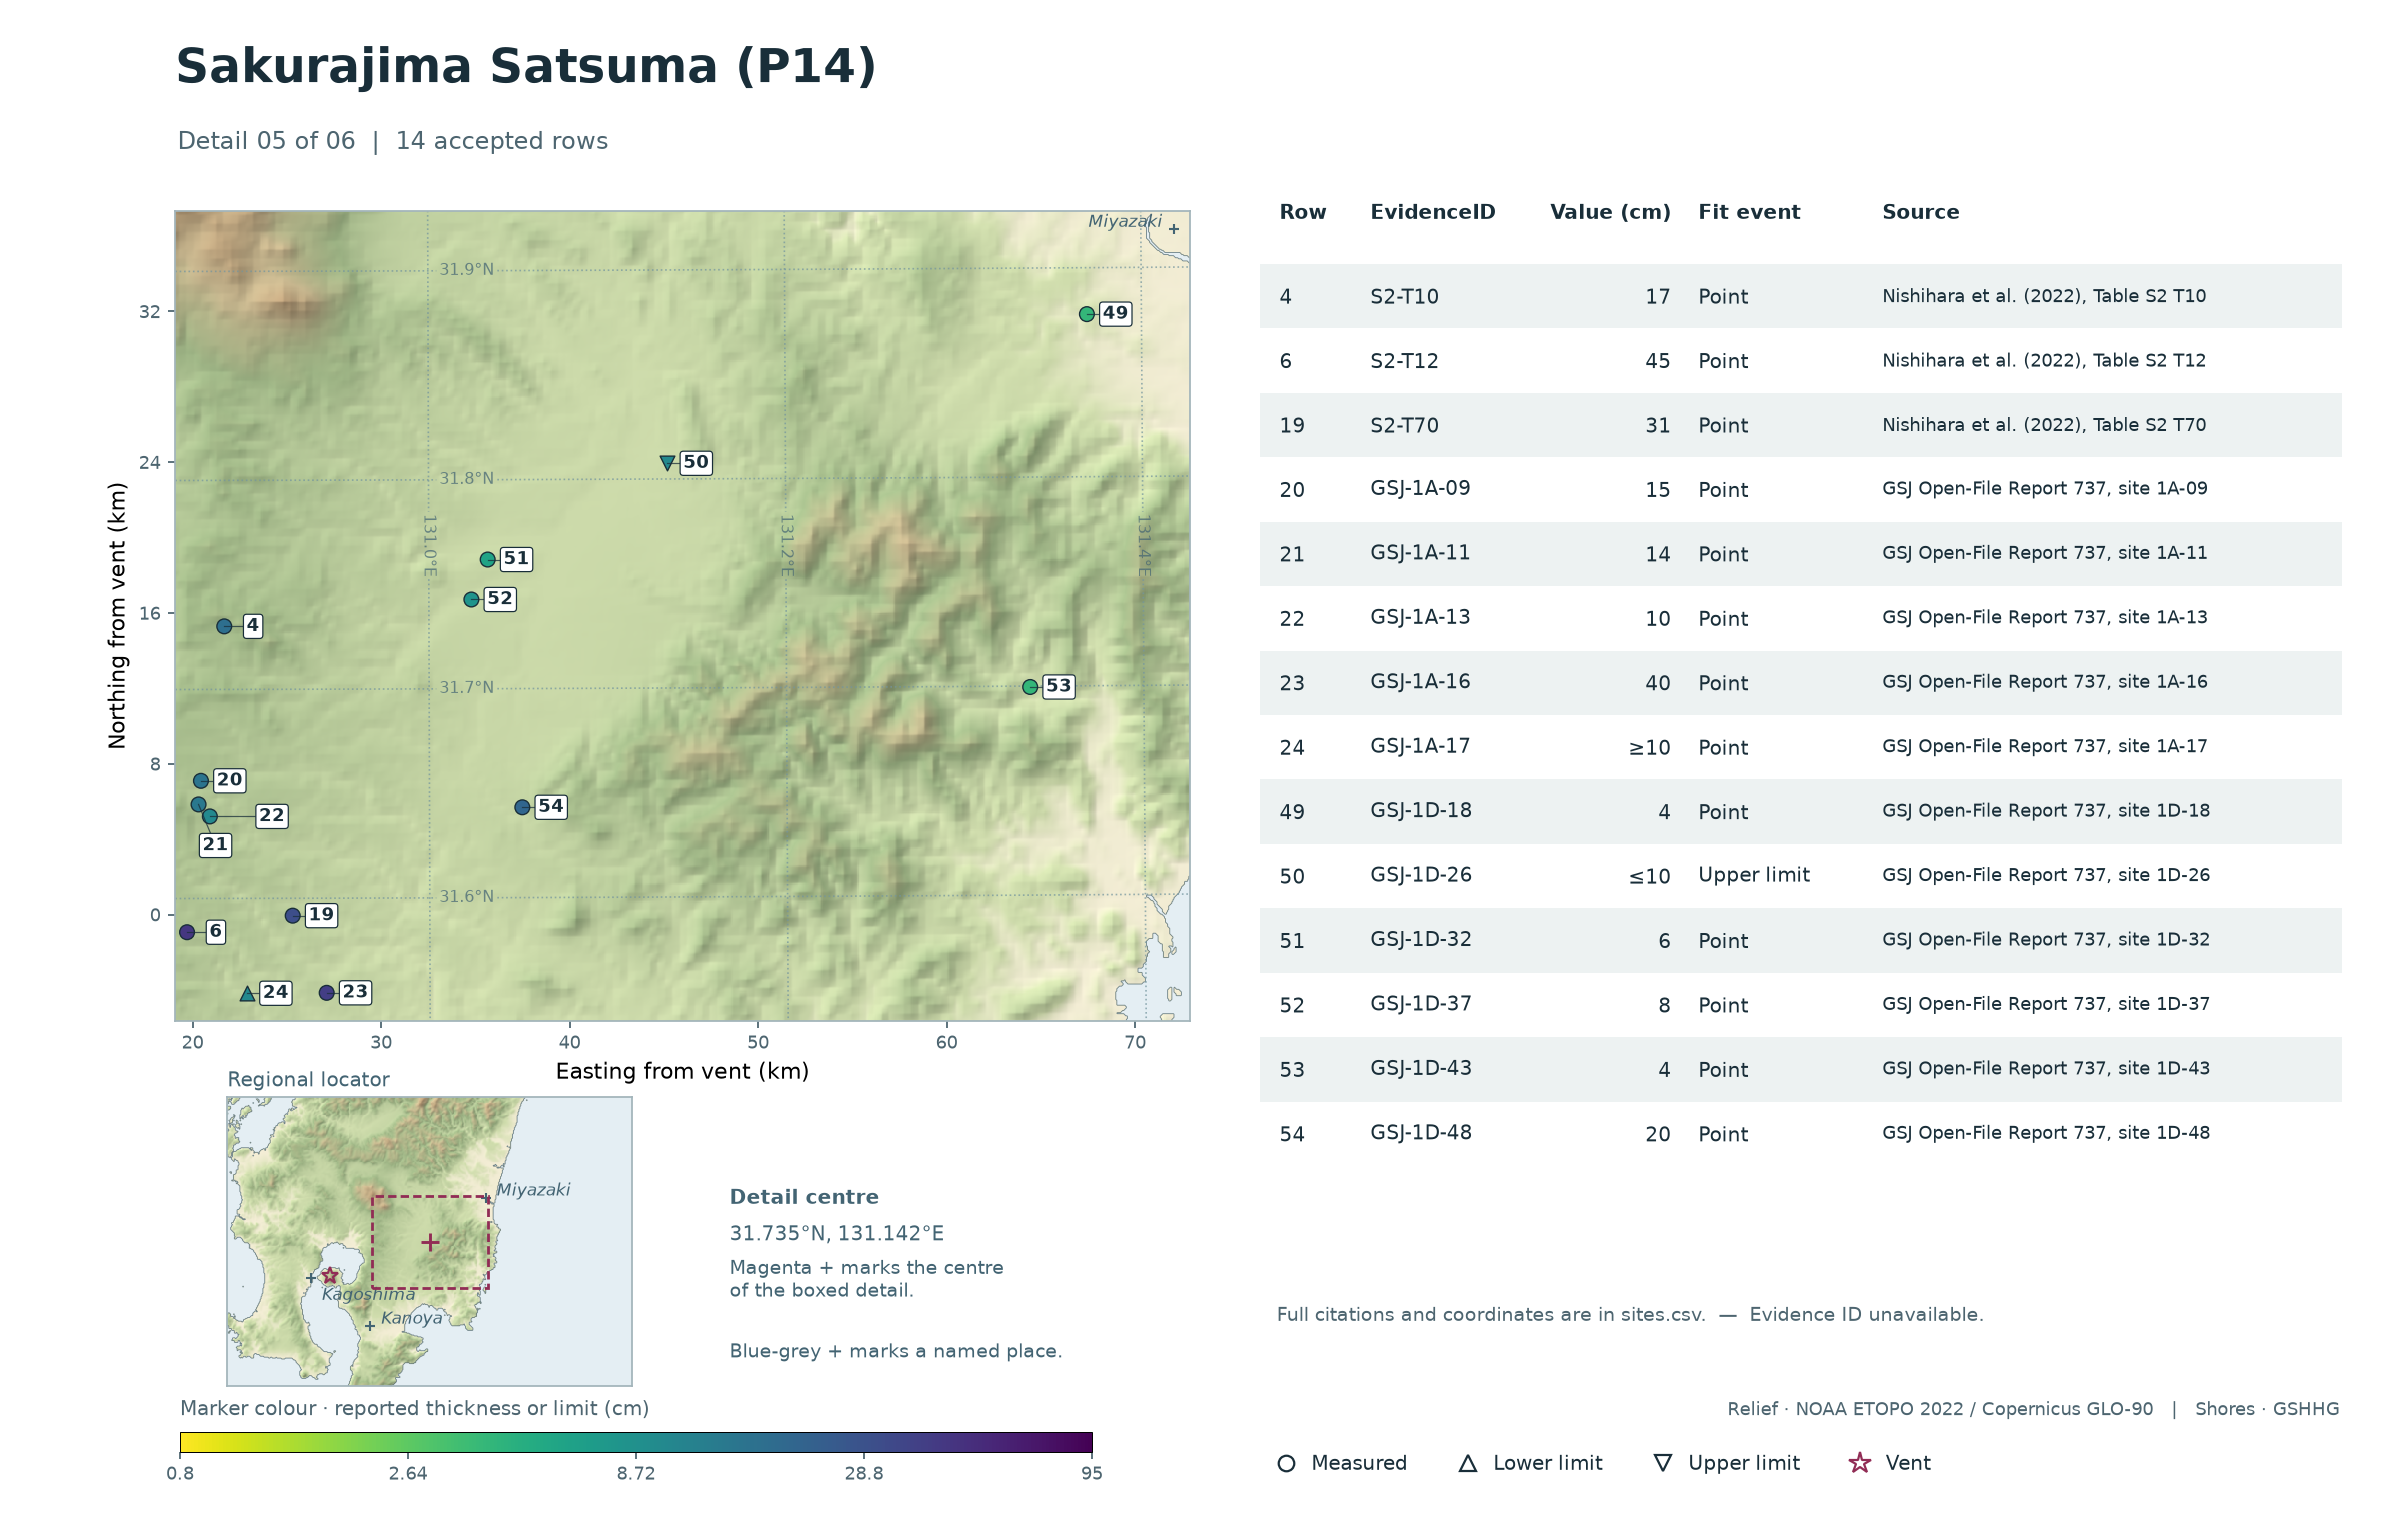 Sakurajima Satsuma (P14)
Detail 05 of 06 | 14 accepted rows
Miyazaki
31.9°N
31.8°N
31.7°N
31.6°N
131.0°E
131.2°E
131.4°E
49
50
51
52
4
53
20
22
21
54
19
6
24
23
32
24
16
8
0
Northing from vent (km)
20 30 40 50 60 70
Easting from vent (km)
Regional locator
Miyazaki
Kagoshima
Kanoya
Detail centre
31.735°N, 131.142°E
Magenta + marks the centre
of the boxed detail.
Blue-grey + marks a named place.
Marker colour · reported thickness or limit (cm)
0.8 2.64 8.72 28.8 95
Row EvidenceID Value (cm) Fit event Source
4 S2-T10 17 Point Nishihara et al. (2022), Table S2 T10
6 S2-T12 45 Point Nishihara et al. (2022), Table S2 T12
19 S2-T70 31 Point Nishihara et al. (2022), Table S2 T70
20 GSJ-1A-09 15 Point GSJ Open-File Report 737, site 1A-09
21 GSJ-1A-11 14 Point GSJ Open-File Report 737, site 1A-11
22 GSJ-1A-13 10 Point GSJ Open-File Report 737, site 1A-13
23 GSJ-1A-16 40 Point GSJ Open-File Report 737, site 1A-16
24 GSJ-1A-17 ≥10 Point GSJ Open-File Report 737, site 1A-17
49 GSJ-1D-18 4 Point GSJ Open-File Report 737, site 1D-18
50 GSJ-1D-26 ≤10 Upper limit GSJ Open-File Report 737, site 1D-26
51 GSJ-1D-32 6 Point GSJ Open-File Report 737, site 1D-32
52 GSJ-1D-37 8 Point GSJ Open-File Report 737, site 1D-37
53 GSJ-1D-43 4 Point GSJ Open-File Report 737, site 1D-43
54 GSJ-1D-48 20 Point GSJ Open-File Report 737, site 1D-48
Full citations and coordinates are in sites.csv. — Evidence ID unavailable.
Relief · NOAA ETOPO 2022 / Copernicus GLO-90 | Shores · GSHHG
Measured Lower limit Upper limit Vent